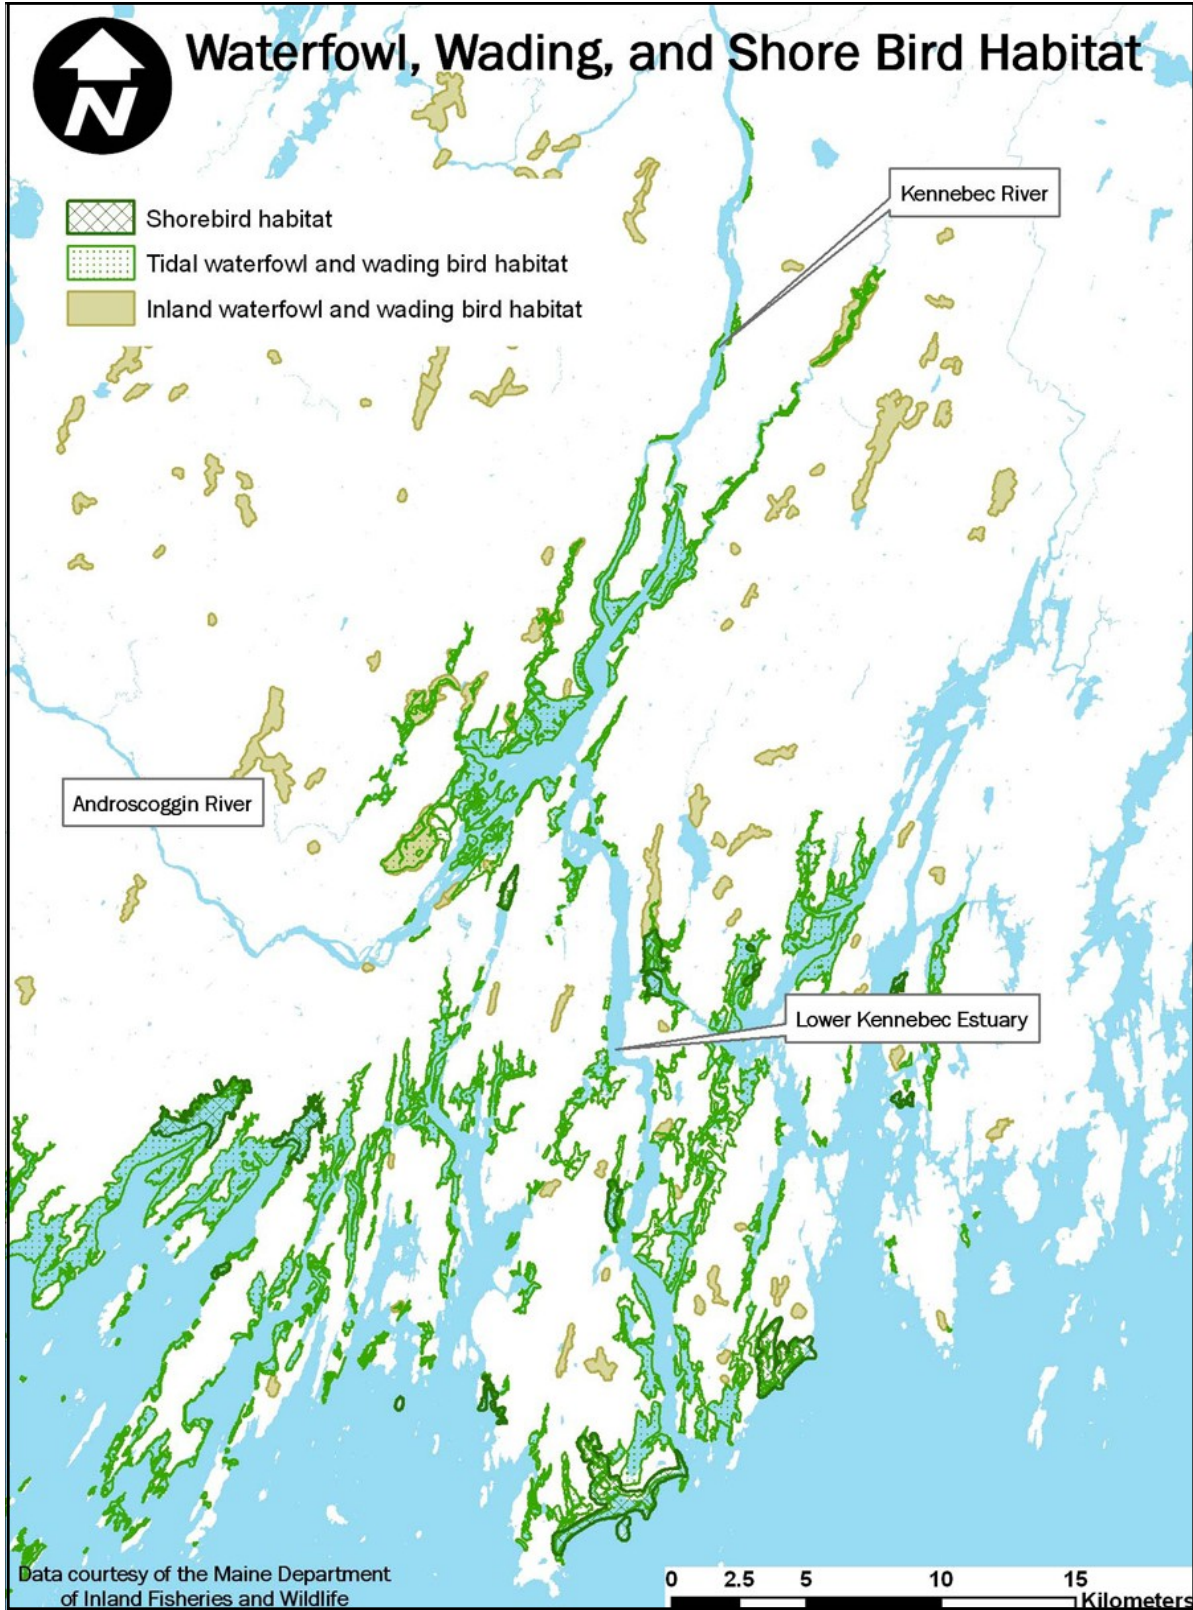 N
Waterfowl, Wading, and Shore Bird Habitat
Kennebec River
Shorebird habitat
Tidal waterfowl and wading bird habitat
Inland waterfowl and wading bird habitat
Androscoggin River
Lower Kennebec Estuary
Data courtesy of the Maine Department
of Inland Fisheries and Wildlife
0 2.5 5 10 15
Kilometers